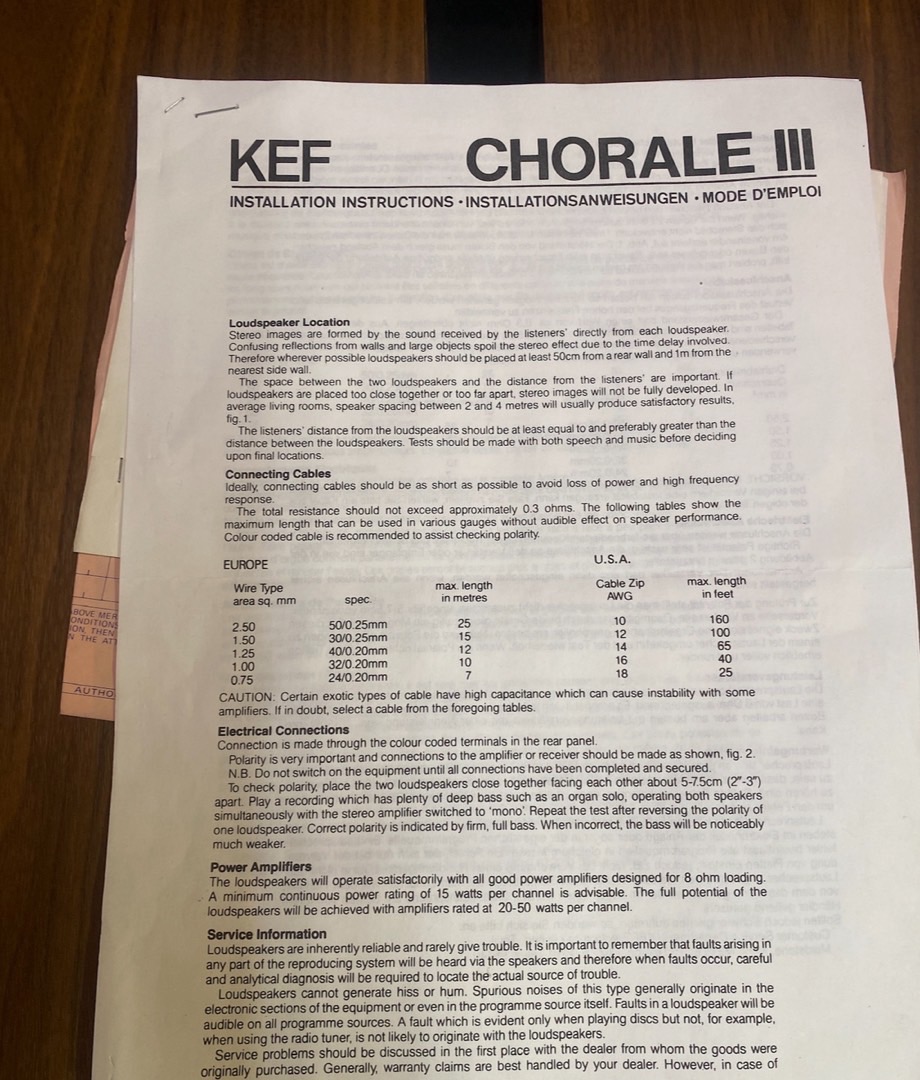 KEF CHORALE III
INSTALLATION INSTRUCTIONS • INSTALLATIONSANWEISUNGEN • MODE D'EMPLOI
Loudspeaker Location
Stereo images are formed by the sound received by the listeners' directly from each loudspeaker.
Confusing reflections from walls and large objects spoil the stereo effect due to the time delay involved.
Therefore wherever possible loudspeakers should be placed at least 50cm from a rear wall and 1m from the
nearest side wall.
The space between the two loudspeakers and the distance from the listeners' are important. If
loudspeakers are placed too close together or too far apart, stereo images will not be fully developed. In
average living rooms, speaker spacing between 2 and 4 metres will usually produce satisfactory results,
fig. 1.
The listeners' distance from the loudspeakers should be at least equal to and preferably greater than the
distance between the loudspeakers. Tests should be made with both speech and music before deciding
upon final locations.
Connecting Cables
Ideally, connecting cables should be as short as possible to avoid loss of power and high frequency
response.
The total resistance should not exceed approximately 0.3 ohms. The following tables show the
maximum length that can be used in various gauges without audible effect on speaker performance.
Colour coded cable is recommended to assist checking polarity.
EUROPE U.S.A.
Wire Type max. length Cable Zip max. length
area sq. mm spec. in metres AWG in feet
2.50 50/0.25mm 25 10 160
1.50 30/0.25mm 15 12 100
1.25 40/0.20mm 12 14 65
1.00 32/0.20mm 10 16 40
0.75 24/0.20mm 7 18 25
CAUTION: Certain exotic types of cable have high capacitance which can cause instability with some
amplifiers. If in doubt, select a cable from the foregoing tables.
Electrical Connections
Connection is made through the colour coded terminals in the rear panel.
Polarity is very important and connections to the amplifier or receiver should be made as shown, fig. 2.
N.B. Do not switch on the equipment until all connections have been completed and secured.
To check polarity, place the two loudspeakers close together facing each other about 5-7.5cm (2"-3")
apart. Play a recording which has plenty of deep bass such as an organ solo, operating both speakers
simultaneously with the stereo amplifier switched to 'mono'. Repeat the test after reversing the polarity of
one loudspeaker. Correct polarity is indicated by firm, full bass. When incorrect, the bass will be noticeably
much weaker.
Power Amplifiers
The loudspeakers will operate satisfactorily with all good power amplifiers designed for 8 ohm loading.
A minimum continuous power rating of 15 watts per channel is advisable. The full potential of the
loudspeakers will be achieved with amplifiers rated at 20-50 watts per channel.
Service Information
Loudspeakers are inherently reliable and rarely give trouble. It is important to remember that faults arising in
any part of the reproducing system will be heard via the speakers and therefore when faults occur, careful
and analytical diagnosis will be required to locate the actual source of trouble.
Loudspeakers cannot generate hiss or hum. Spurious noises of this type generally originate in the
electronic sections of the equipment or even in the programme source itself. Faults in a loudspeaker will be
audible on all programme sources. A fault which is evident only when playing discs but not, for example,
when using the radio tuner, is not likely to originate with the loudspeakers.
Service problems should be discussed in the first place with the dealer from whom the goods were
originally purchased. Generally, warranty claims are best handled by your dealer. However, in case of
ABOVE MER
ONDITIONS
ION, THEN
N THE ATT
AUTHO